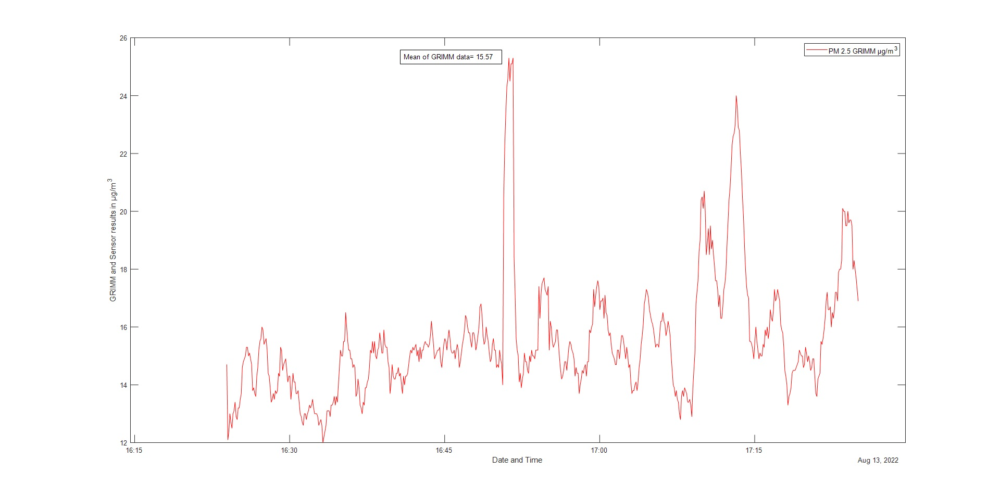 26
Mean of GRIMM data= 15.57
PM 2.5 GRIMM µg/m³
24
22
20
18
16
14
12
GRIMM and Sensor results in µg/m³
16:15 16:30 16:45 17:00 17:15
Date and Time
Aug 13, 2022